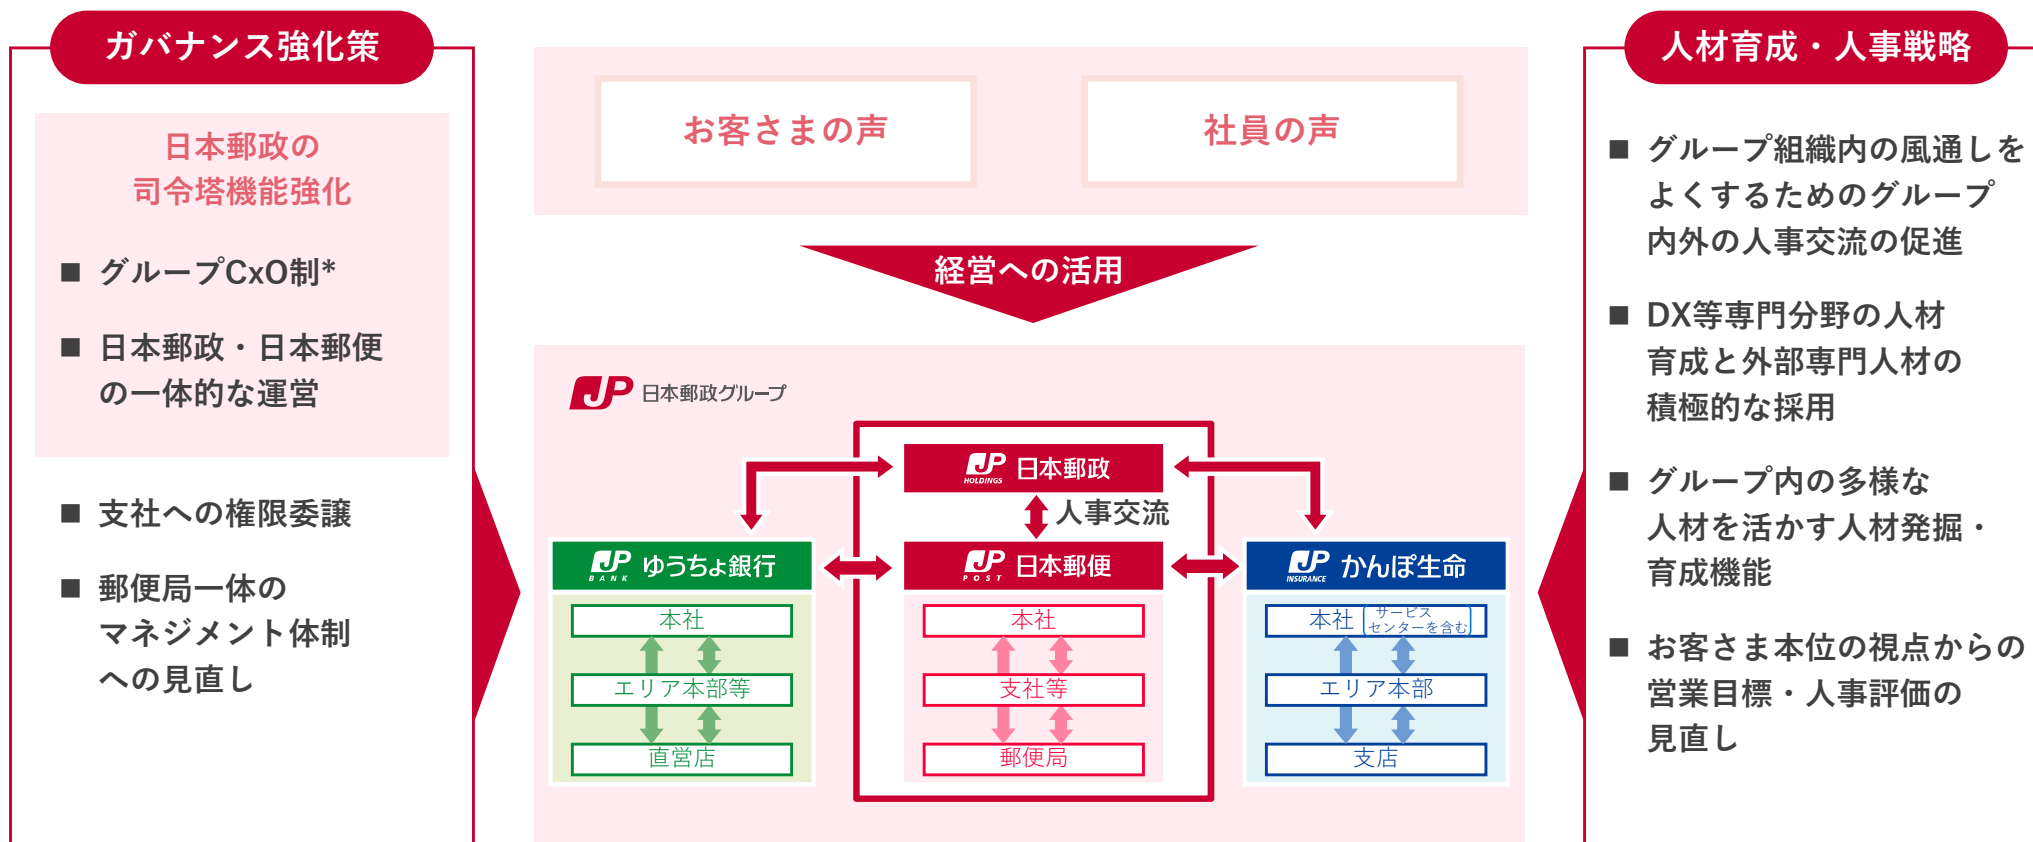 ガバナンス強化策
日本郵政の
司令塔機能強化
■ グループCxO制*
■ 日本郵政・日本郵便
の一体的な運営
■ 支社への権限委譲
■ 郵便局一体の
マネジメント体制
への見直し
お客さまの声
社員の声
経営への活用
JP 日本郵政グループ
JP HOLDINGS 日本郵政
人事交流
JP BANK ゆうちょ銀行
本社
エリア本部等
直営店
JP POST 日本郵便
本社
支社等
郵便局
JP INSURANCE かんぽ生命
本社
サービス
センターを含む
エリア本部
支店
人材育成・人事戦略
■ グループ組織内の風通しを
よくするためのグループ
内外の人事交流の促進
■ DX等専門分野の人材
育成と外部専門人材の
積極的な採用
■ グループ内の多様な
人材を活かす人材発掘・
育成機能
■ お客さま本位の視点からの
営業目標・人事評価の
見直し